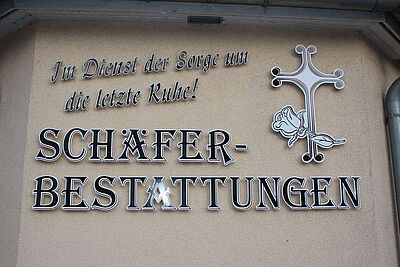 Im Dienst der Sorge um
die letzte Ruhe!
SCHÄFER-
BESTATTUNGEN